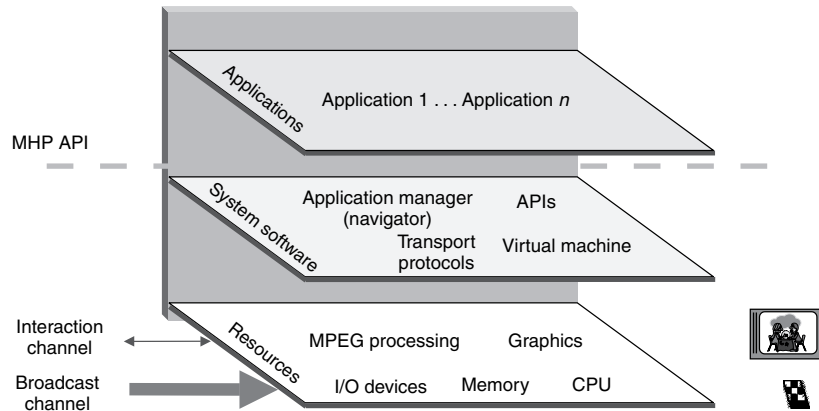 Applications
Application 1 . . . Application n
MHP API
System software
Application manager
(navigator)
APIs
Transport
protocols
Virtual machine
Interaction
channel
Resources
MPEG processing
Graphics
Broadcast
channel
I/O devices
Memory
CPU